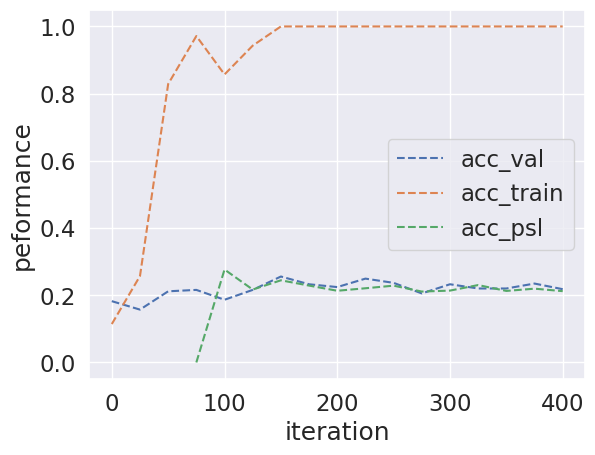 1.0
0.8
0.6
0.4
0.2
0.0
peformance
acc_val
acc_train
acc_psl
0 100 200 300 400
iteration